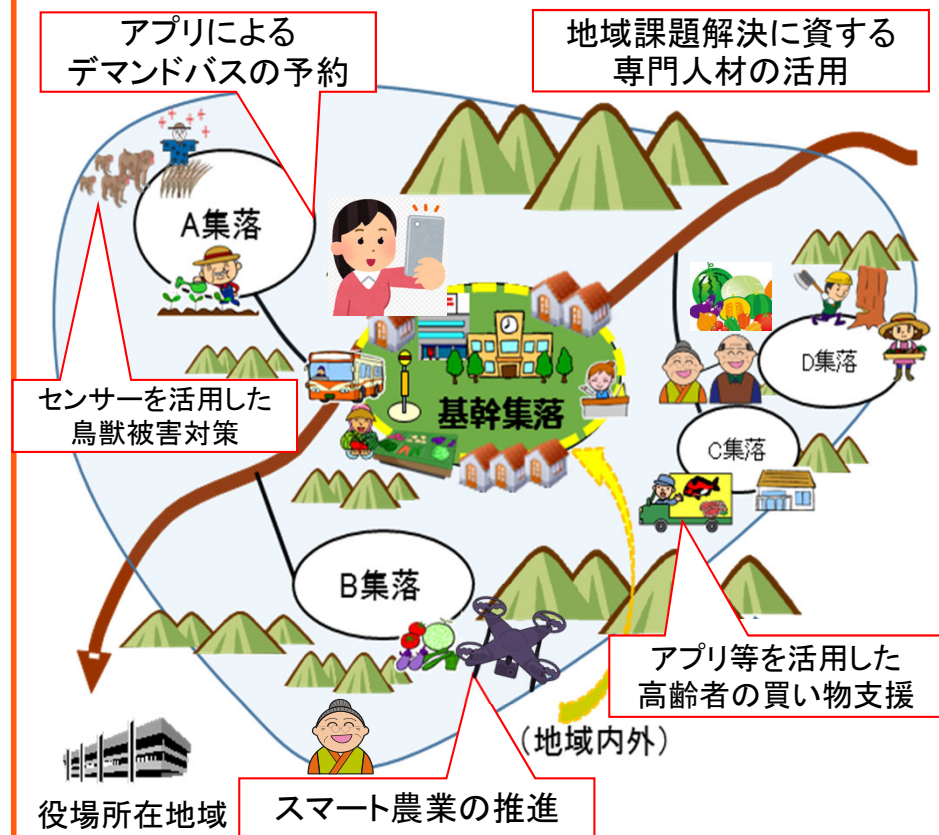 アプリによる
デマンドバスの予約
地域課題解決に資する
専門人材の活用
A集落
センサーを活用した
鳥獣被害対策
基幹集落
D集落
C集落
B集落
アプリ等を活用した
高齢者の買い物支援
(地域内外)
スマート農業の推進
役場所在地域